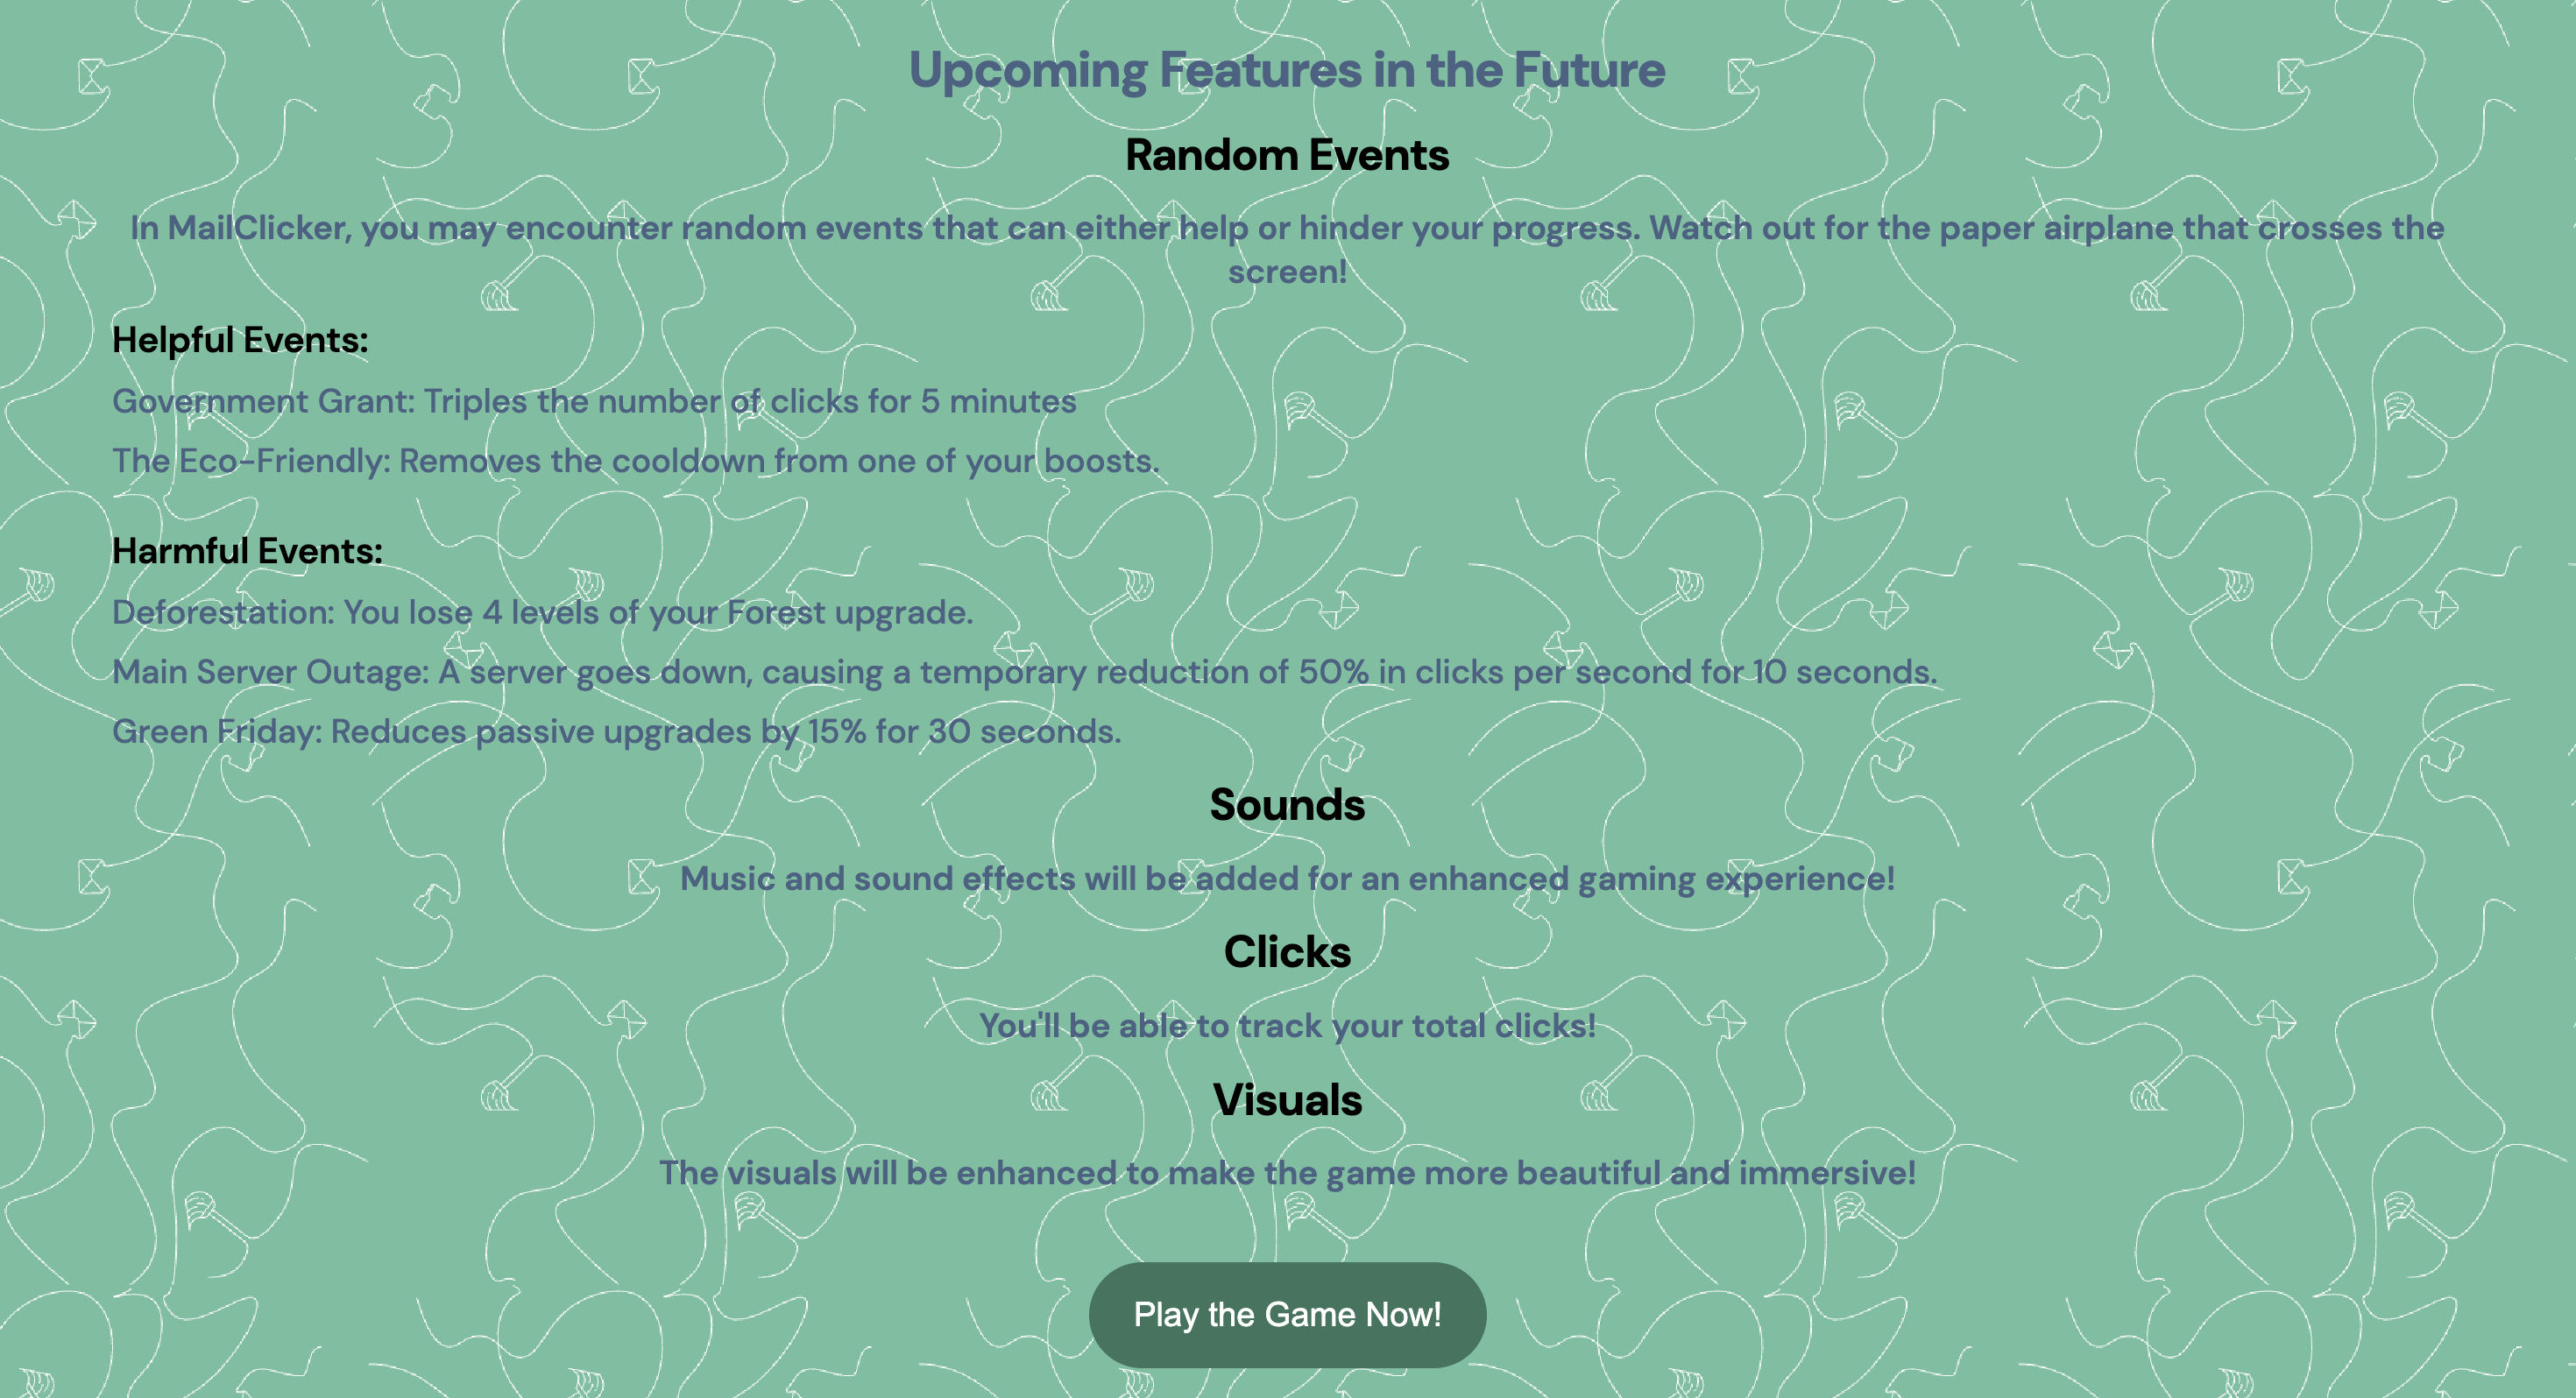 Upcoming Features in the Future
Random Events
In MailClicker, you may encounter random events that can either help or hinder your progress. Watch out for the paper airplane that crosses the
screen!
Helpful Events:
Government Grant: Triples the number of clicks for 5 minutes
The Eco-Friendly: Removes the cooldown from one of your boosts.
Harmful Events:
Deforestation: You lose 4 levels of your Forest upgrade.
Main Server Outage: A server goes down, causing a temporary reduction of 50% in clicks per second for 10 seconds.
Green Friday: Reduces passive upgrades by 15% for 30 seconds.
Sounds
Music and sound effects will be added for an enhanced gaming experience!
Clicks
You'll be able to track your total clicks!
Visuals
The visuals will be enhanced to make the game more beautiful and immersive!
Play the Game Now!